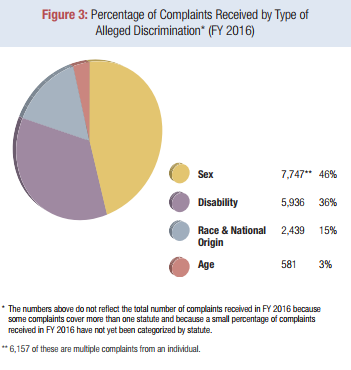 Figure 3: Percentage of Complaints Received by Type of
Alleged Discrimination* (FY 2016)
Sex 7,747** 46%
Disability 5,936 36%
Race & National
Origin 2,439 15%
Age 581 3%
* The numbers above do not reflect the total number of complaints received in FY 2016 because
some complaints cover more than one statute and because a small percentage of complaints
received in FY 2016 have not yet been categorized by statute.
** 6,157 of these are multiple complaints from an individual.